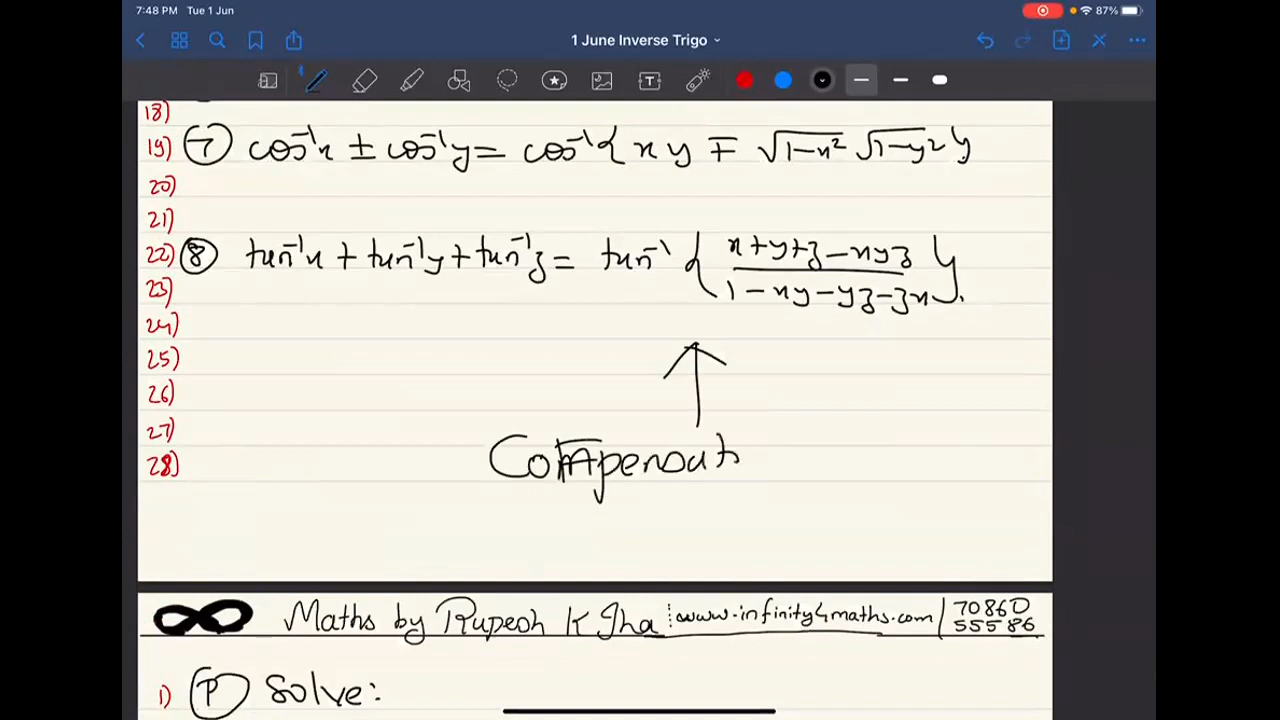 7:48 PM Tue 1 Jun
87%
1 June Inverse Trigo
18)
19) ⑦ cos⁻¹x ± cos⁻¹y = cos⁻¹{xy ∓ √1-x² √1-y²}
20)
21)
22) ⑧ tan⁻¹x + tan⁻¹y + tan⁻¹z = tan⁻¹ { x+y+z-xyz
23) 1-xy-yz-zx }.
24)
25)
26)
27)
28)
Maths by Rupesh K Jha www.infinity4maths.com / 70860
55586
1) Ⓟ Solve: